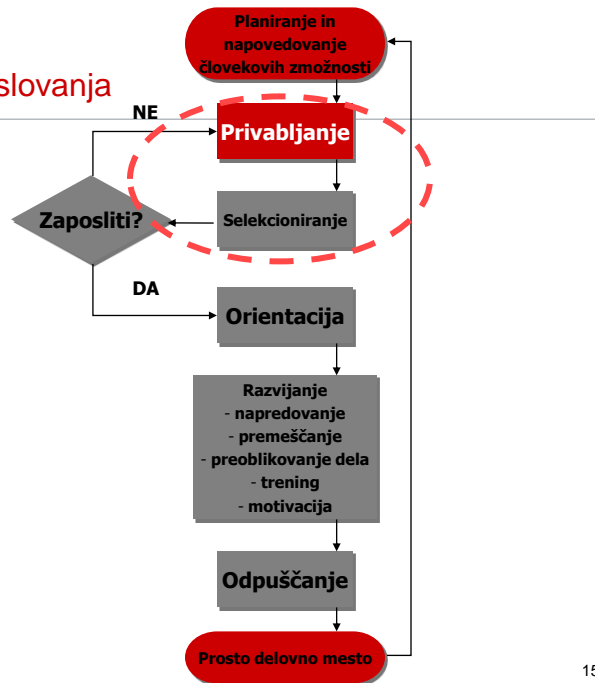 Planiranje in
napovedovanje
človekovih zmožnosti
slovanja
NE
Privabljanje
Zaposliti?
Selekcioniranje
DA
Orientacija
Razvijanje
- napredovanje
- premeščanje
- preoblikovanje dela
- trening
- motivacija
Odpuščanje
Prosto delovno mesto
15